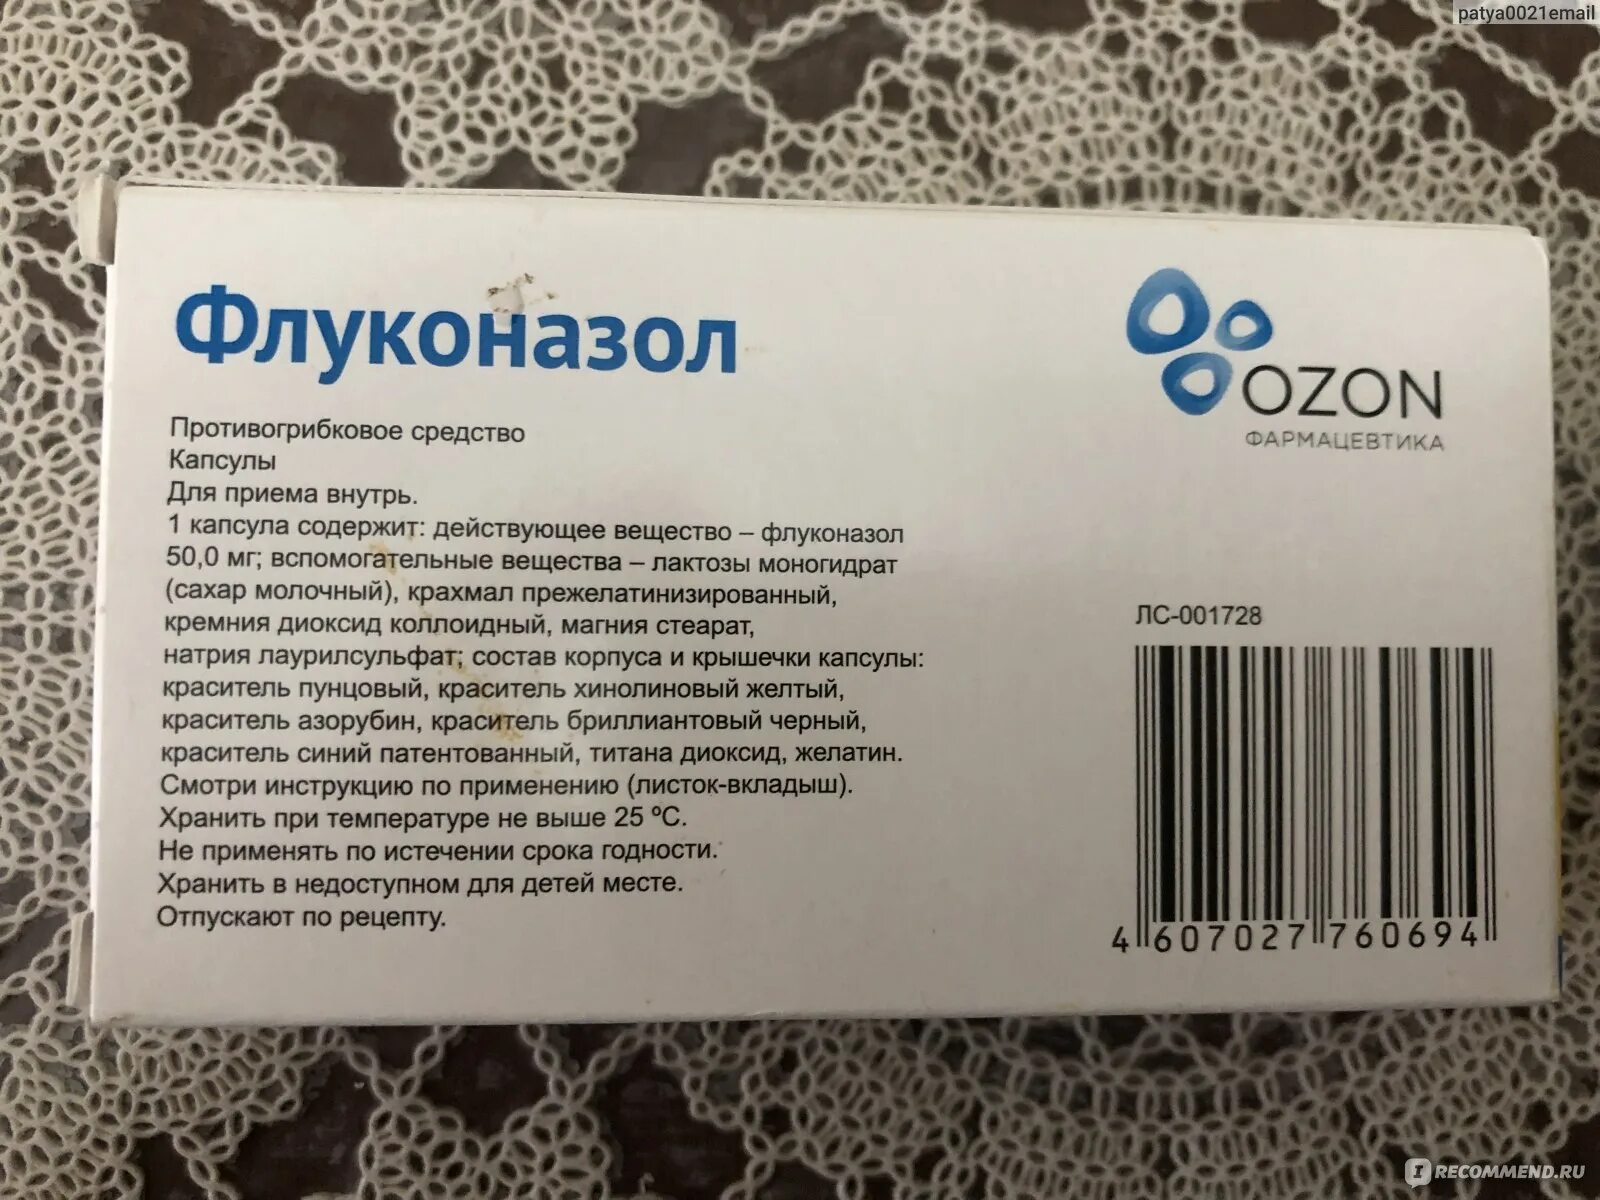 patya0021email
Флуконазол
OZON
ФАРМАЦЕВТИКА
Противогрибковое средство
Капсулы
Для приема внутрь.
1 капсула содержит: действующее вещество – флуконазол
50,0 мг; вспомогательные вещества – лактозы моногидрат
(сахар молочный), крахмал прежелатинизированный,
кремния диоксид коллоидный, магния стеарат,
натрия лаурилсульфат; состав корпуса и крышечки капсулы:
краситель пунцовый, краситель хинолиновый желтый,
краситель азорубин, краситель бриллиантовый черный,
краситель синий патентованный, титана диоксид, желатин.
Смотри инструкцию по применению (листок-вкладыш).
Хранить при температуре не выше 25 ºС.
Не применять по истечении срока годности.
Хранить в недоступном для детей месте.
Отпускают по рецепту.
ЛС-001728
4 607027 760694
RECOMMEND.RU